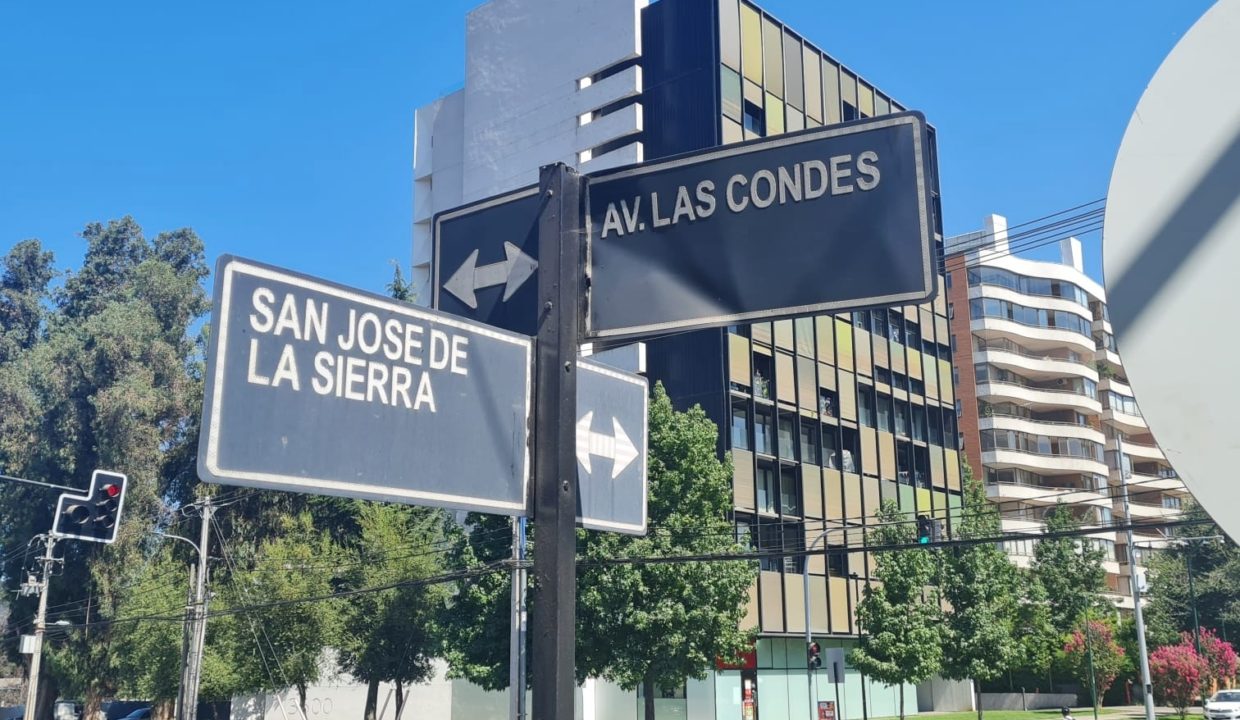 AV. LAS CONDES
SAN JOSE DE
LA SIERRA